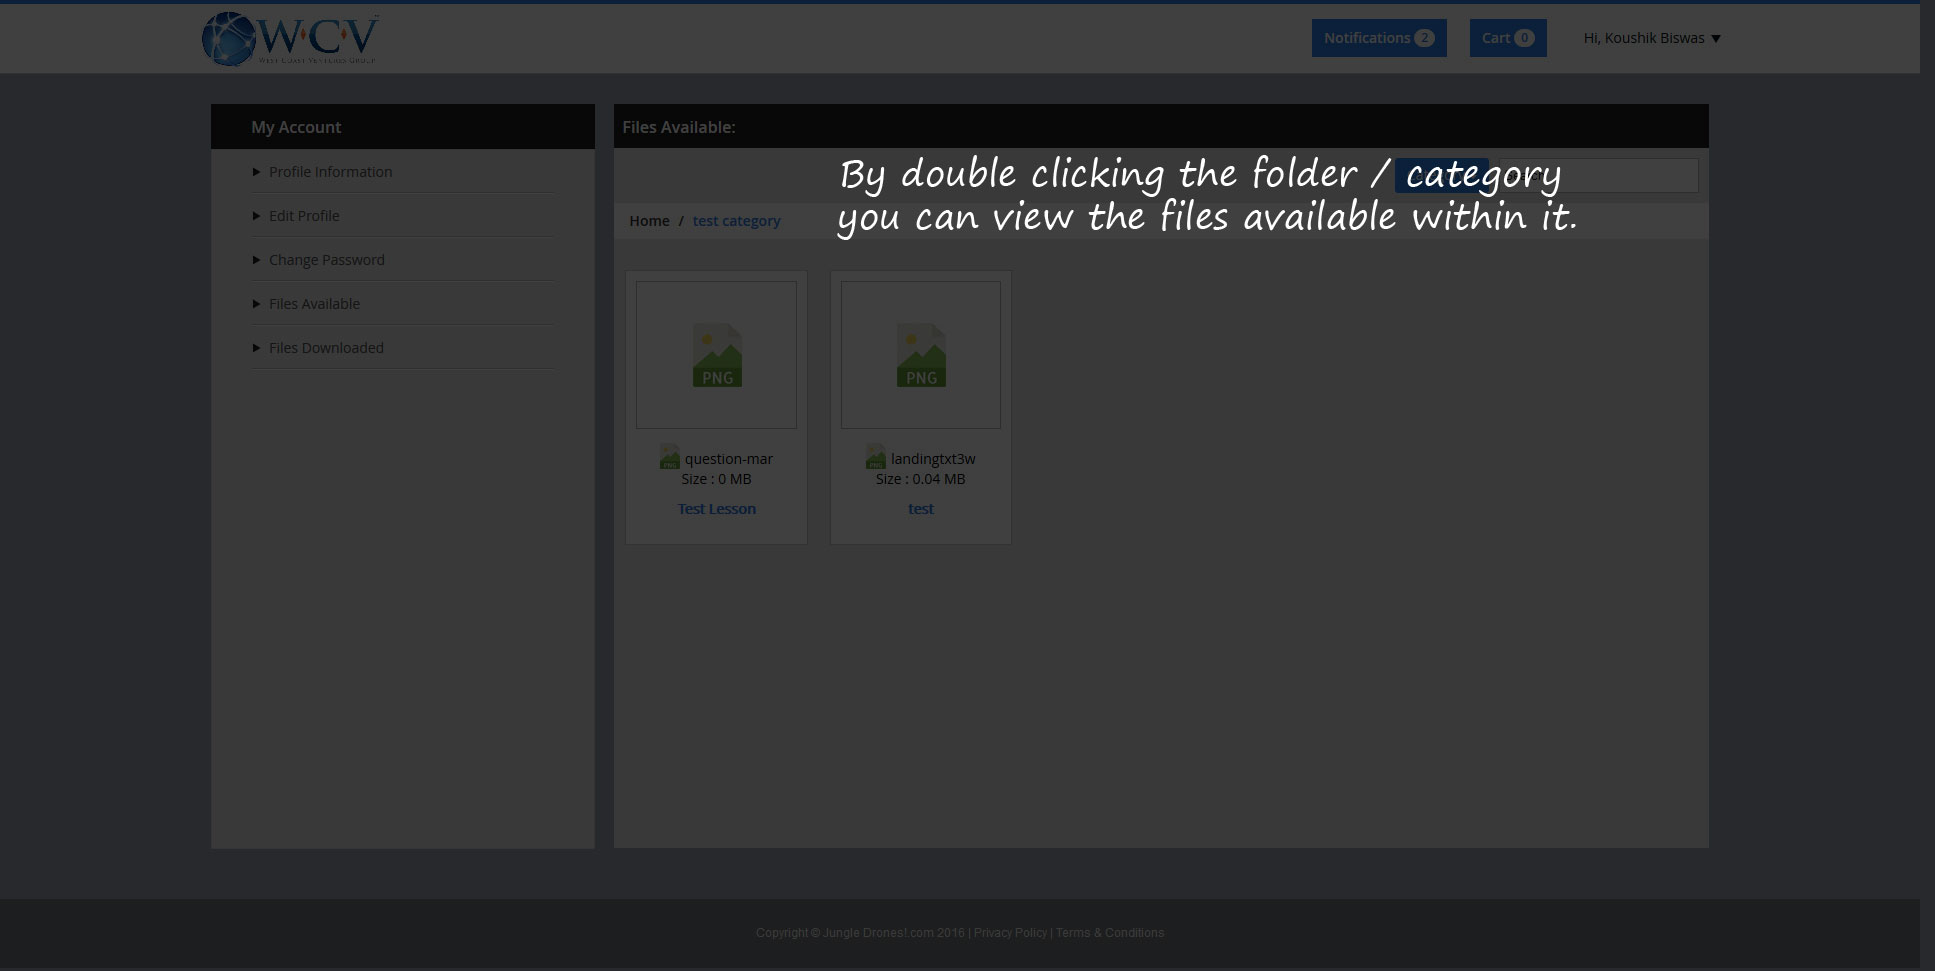 W·C·V
West Coast Ventures Group
Notifications 2
Cart 0
Hi, Koushik Biswas
My Account
Profile Information
Edit Profile
Change Password
Files Available
Files Downloaded
Files Available:
By double clicking the folder / category
you can view the files available within it.
Home / test category
PNG
PNG question-mar
Size : 0 MB
Test Lesson
PNG
PNG landingtxt3w
Size : 0.04 MB
test
Copyright © Jungle Drones!.com 2016 | Privacy Policy | Terms & Conditions